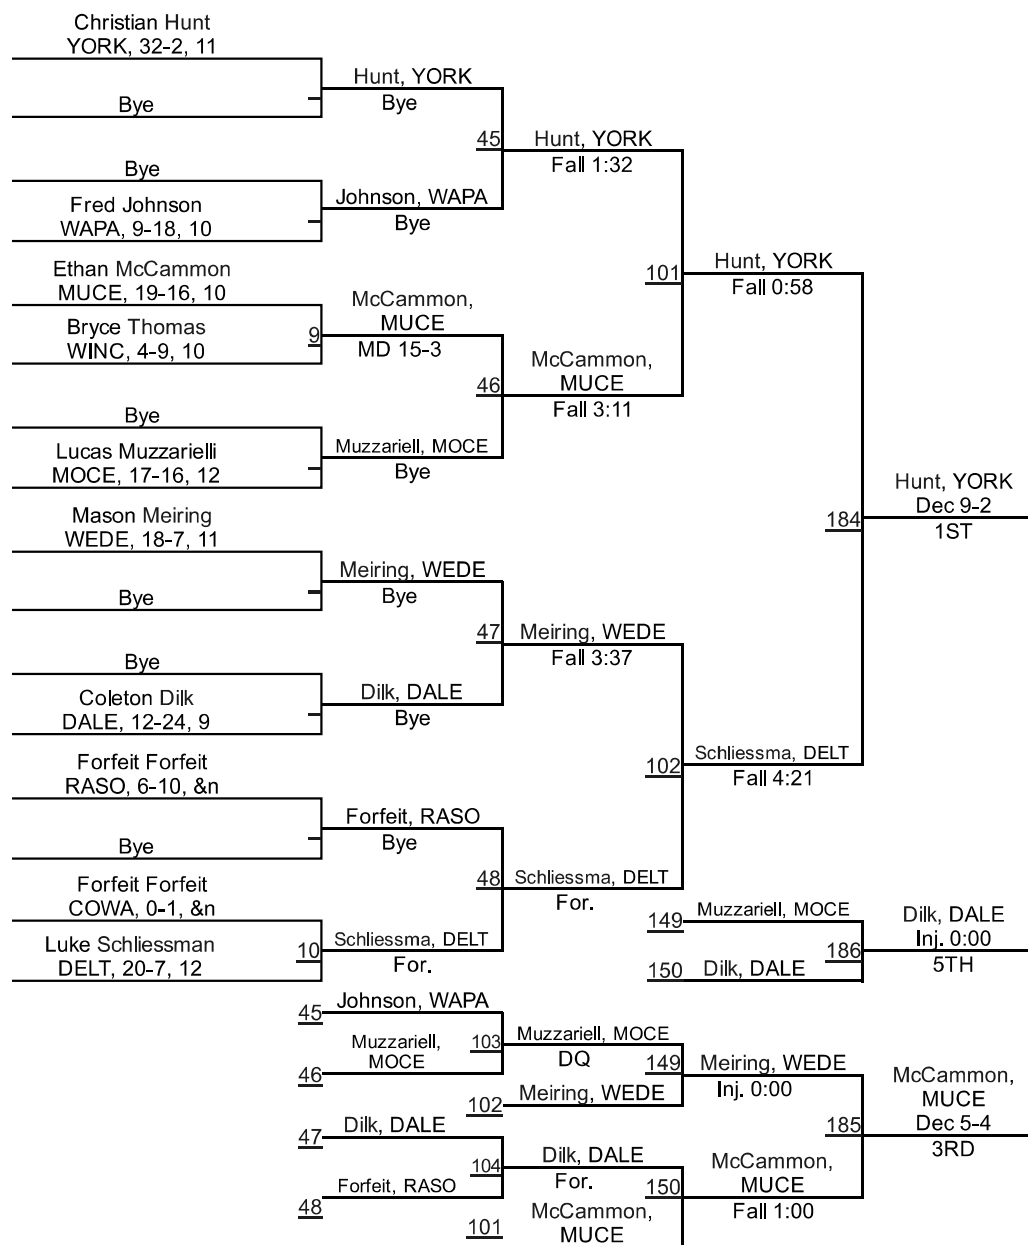 Christian Hunt
YORK, 32-2, 11
Bye
Hunt, YORK
Bye
Bye
Fred Johnson
WAPA, 9-18, 10
Johnson, WAPA
Bye
45
Hunt, YORK
Fall 1:32
Ethan McCammon
MUCE, 19-16, 10
Bryce Thomas
WINC, 4-9, 10
9
McCammon,
MUCE
MD 15-3
Bye
Lucas Muzzarielli
MOCE, 17-16, 12
Muzzariell, MOCE
Bye
46
McCammon,
MUCE
Fall 3:11
101
Hunt, YORK
Fall 0:58
Mason Meiring
WEDE, 18-7, 11
Bye
Meiring, WEDE
Bye
Bye
Coleton Dilk
DALE, 12-24, 9
Dilk, DALE
Bye
47
Meiring, WEDE
Fall 3:37
Forfeit Forfeit
RASO, 6-10, &n
Bye
Forfeit, RASO
Bye
Forfeit Forfeit
COWA, 0-1, &n
Luke Schliessman
DELT, 20-7, 12
10
Schliessma, DELT
For.
48
Schliessma, DELT
For.
102
Schliessma, DELT
Fall 4:21
184
Hunt, YORK
Dec 9-2
1ST
149
Muzzariell, MOCE
150
Dilk, DALE
186
Dilk, DALE
Inj. 0:00
5TH
45
Johnson, WAPA
46
Muzzariell,
MOCE
103
Muzzariell, MOCE
DQ
102
Meiring, WEDE
149
Meiring, WEDE
Inj. 0:00
47
Dilk, DALE
48
Forfeit, RASO
104
Dilk, DALE
For.
101
McCammon,
MUCE
150
McCammon,
MUCE
Fall 1:00
185
McCammon,
MUCE
Dec 5-4
3RD